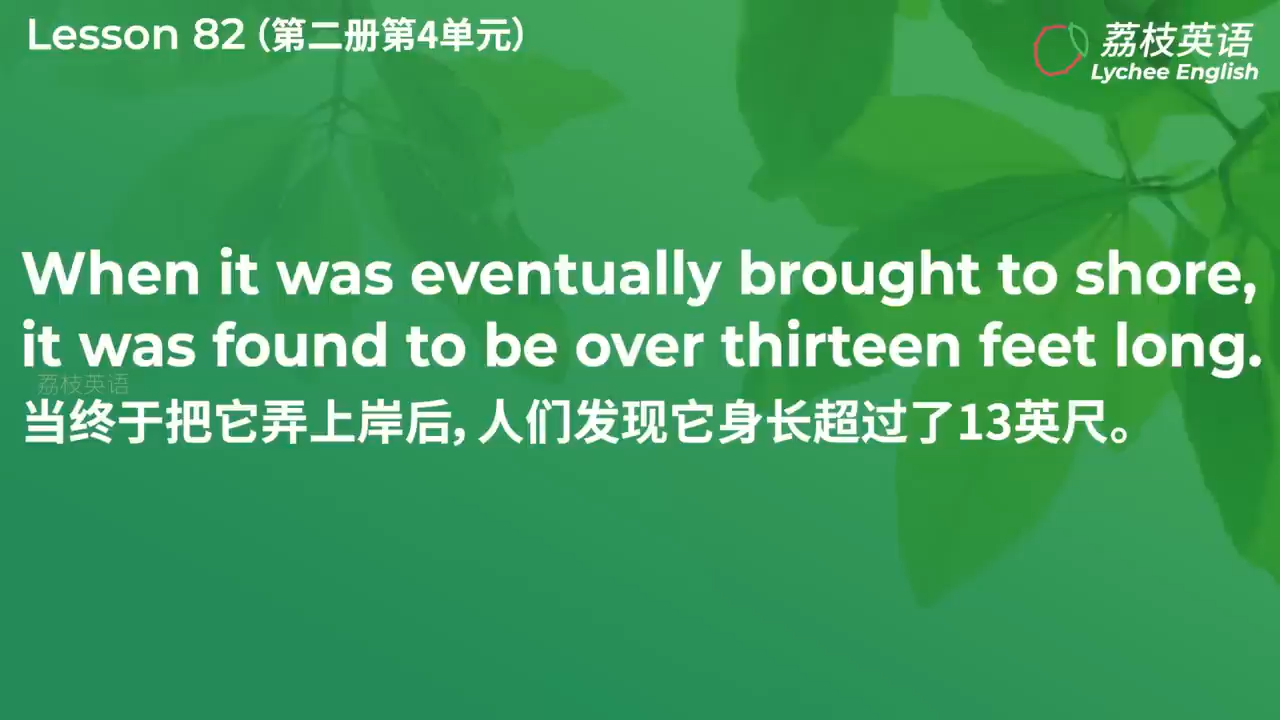 Lesson 82 (第二册第4单元)
荔枝英语
Lychee English
When it was eventually brought to shore,
it was found to be over thirteen feet long.
荔枝英语
当终于把它弄上岸后, 人们发现它身长超过了13英尺。